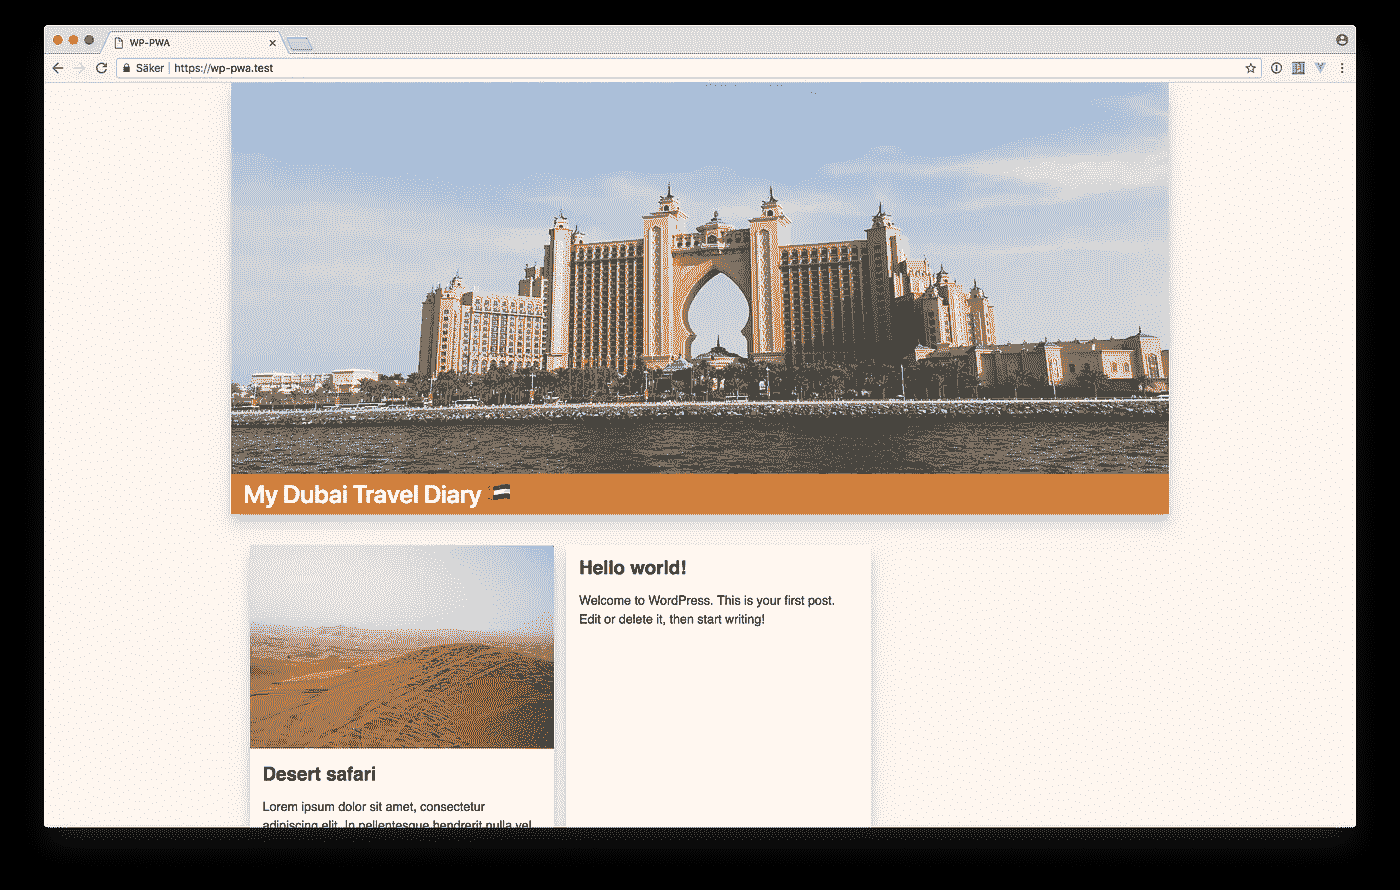 WP-PWA
Säker
https://wp-pwa.test
My Dubai Travel Diary
Desert safari
Lorem ipsum dolor sit amet, consectetur
adipiscing elit. In pellentesque hendrerit nulla vel
Hello world!
Welcome to WordPress. This is your first post.
Edit or delete it, then start writing!